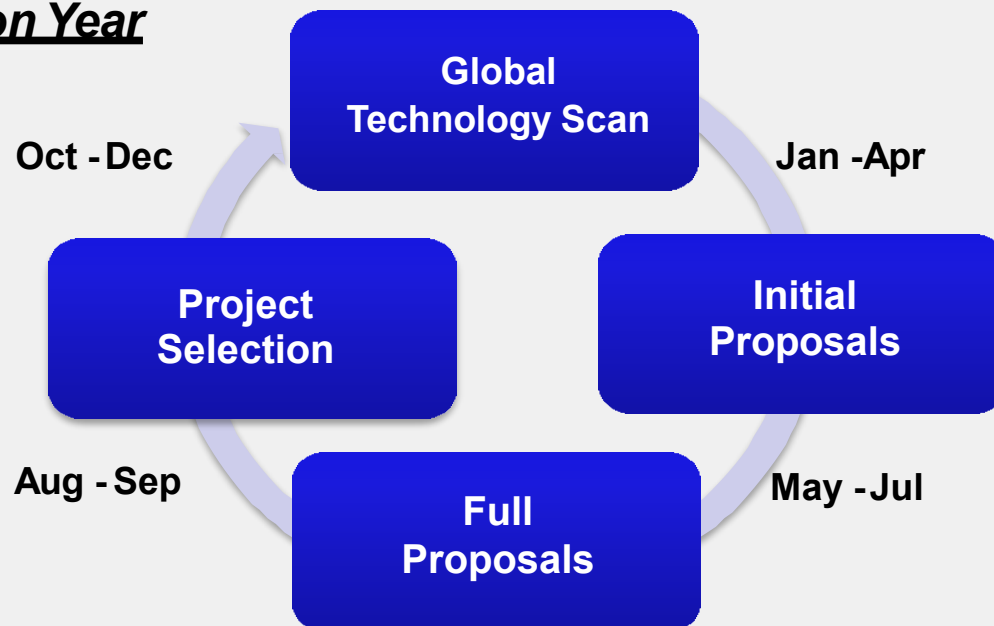 on Year
Global
Technology Scan
Oct - Dec
Jan -Apr
Project
Selection
Initial
Proposals
Aug - Sep
May -Jul
Full
Proposals